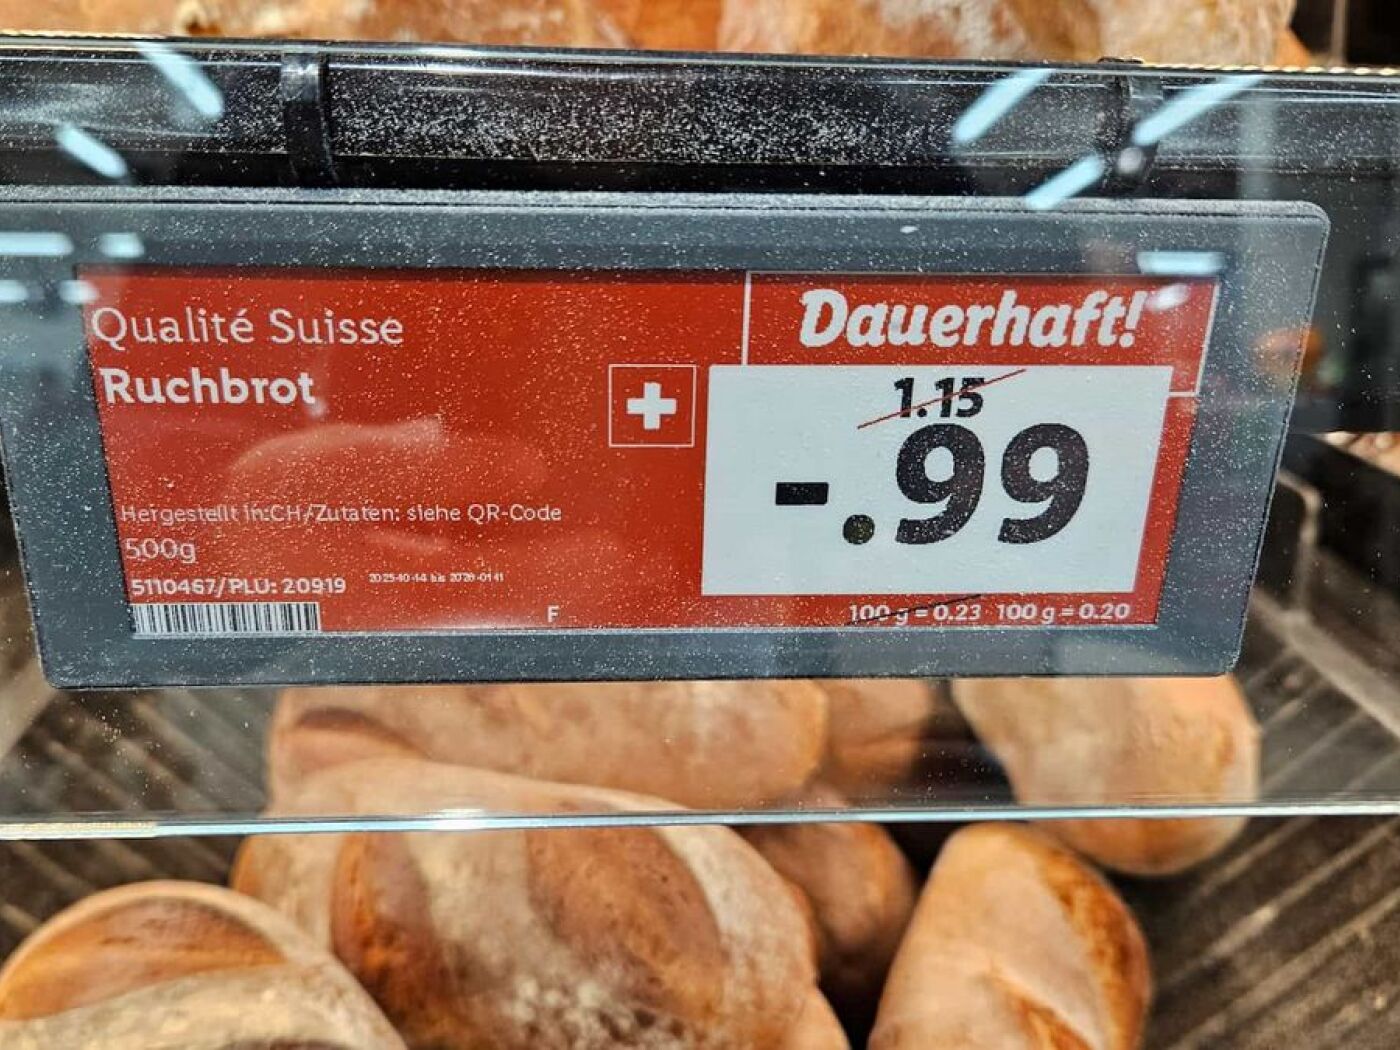 Qualité Suisse
Ruchbrot
Dauerhaft!
1.15
-.99
Hergestellt in:CH/Zutaten: siehe QR-Code
500g
5110467/PLU: 20919
F
100 g = 0.23 100 g = 0.20